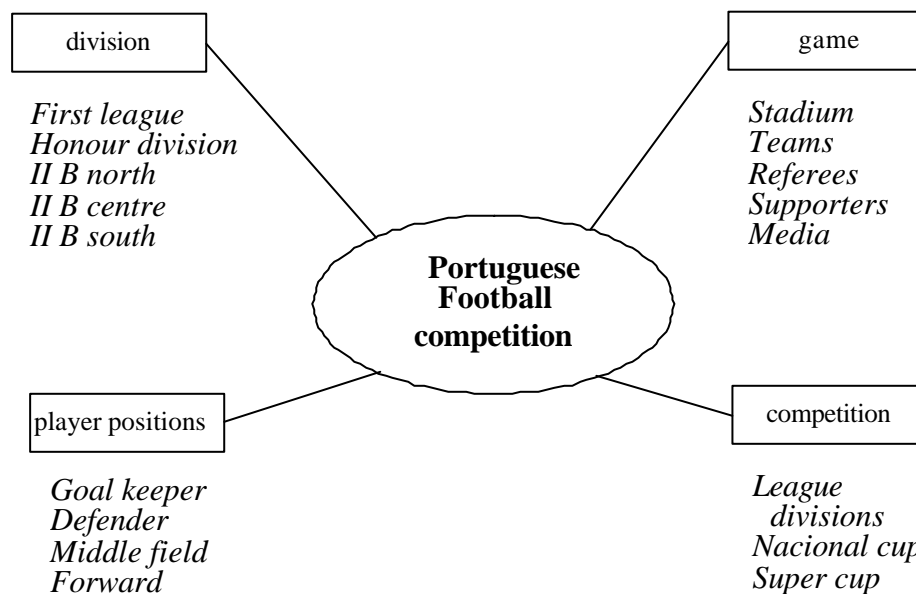 division
First league
Honour division
II B north
II B centre
II B south
game
Stadium
Teams
Referees
Supporters
Media
Portuguese
Football
competition
player positions
Goal keeper
Defender
Middle field
Forward
competition
League
divisions
Nacional cup
Super cup